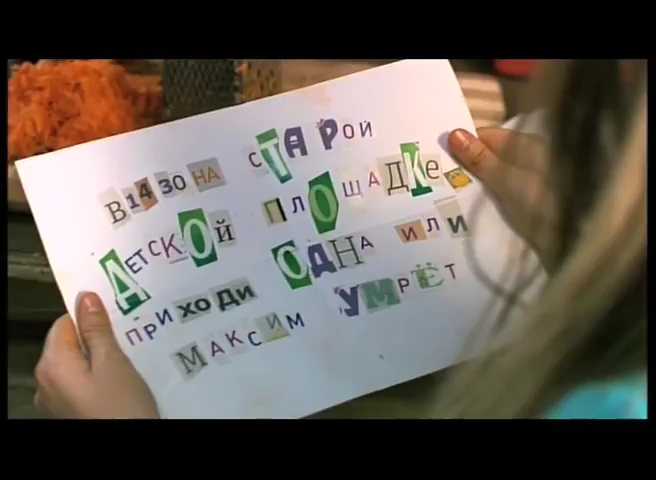 В 14 30 НА СТАРОЙ
ДЕТСКОЙ ПЛОЩАДКЕ
ПРИХОДИ ОДНА ИЛИ
МАКСИМ УМРЁТ